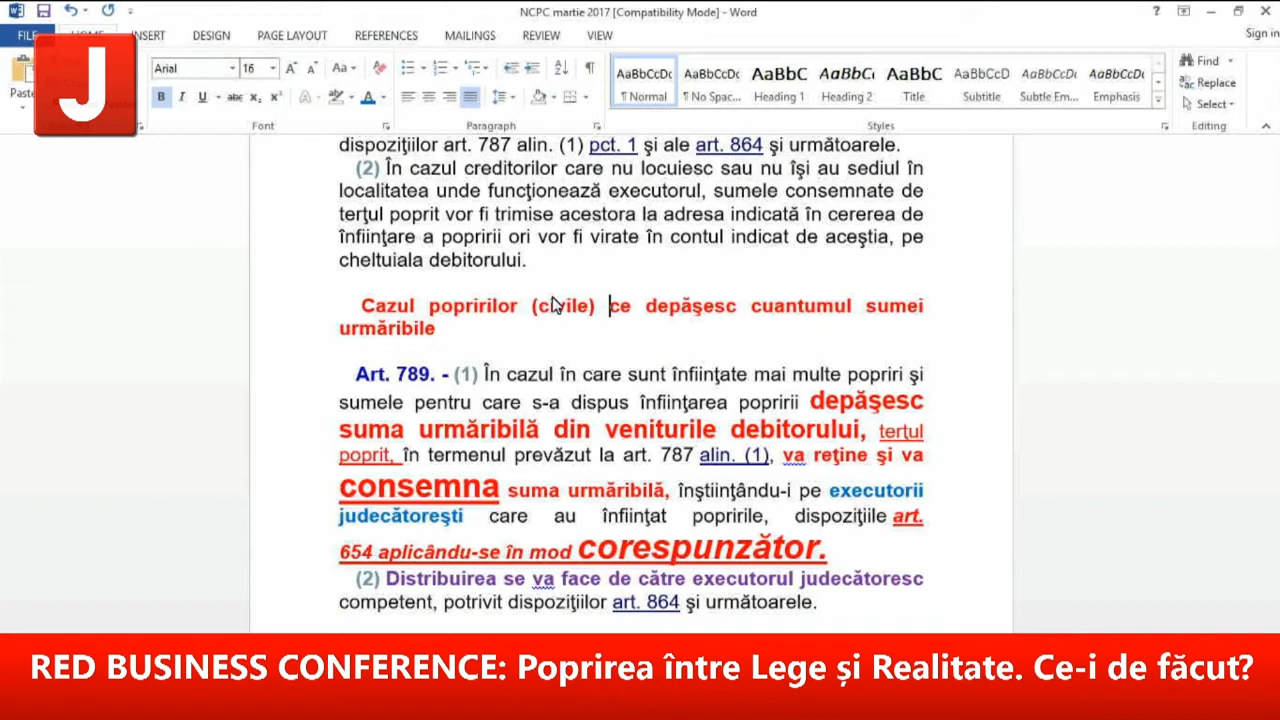 NCPC martie 2017 [Compatibility Mode] - Word
Sign in
FILE HOME INSERT DESIGN PAGE LAYOUT REFERENCES MAILINGS REVIEW VIEW
J
Paste
Arial 16 Aa
B I U abc x₂ x² A A
AaBbCcDc AaBbCcDc AaBbC AaBbCc AaBbC AaBbCcD AaBbCcDc AaBbCcDc
¶ Normal ¶ No Spac... Heading 1 Heading 2 Title Subtitle Subtle Em... Emphasis
Find
Replace
Select
Font Paragraph Styles Editing
dispoziţiilor art. 787 alin. (1) pct. 1 şi ale art. 864 şi următoarele.
(2) În cazul creditorilor care nu locuiesc sau nu îşi au sediul în
localitatea unde funcţionează executorul, sumele consemnate de
terţul poprit vor fi trimise acestora la adresa indicată în cererea de
înfiinţare a popririi ori vor fi virate în contul indicat de aceştia, pe
cheltuiala debitorului.
Cazul popririlor (civile) ce depăşesc cuantumul sumei
urmăribile
Art. 789. - (1) În cazul în care sunt înfiinţate mai multe popriri şi
sumele pentru care s-a dispus înfiinţarea popririi depăşesc
suma urmăribilă din veniturile debitorului, terţul
poprit, în termenul prevăzut la art. 787 alin. (1), va reţine şi va
consemna suma urmăribilă, înştiinţându-i pe executorii
judecătoreşti care au înfiinţat popririle, dispoziţiile art.
654 aplicându-se în mod corespunzător.
(2) Distribuirea se va face de către executorul judecătoresc
competent, potrivit dispoziţiilor art. 864 şi următoarele.
RED BUSINESS CONFERENCE: Poprirea între Lege și Realitate. Ce-i de făcut?